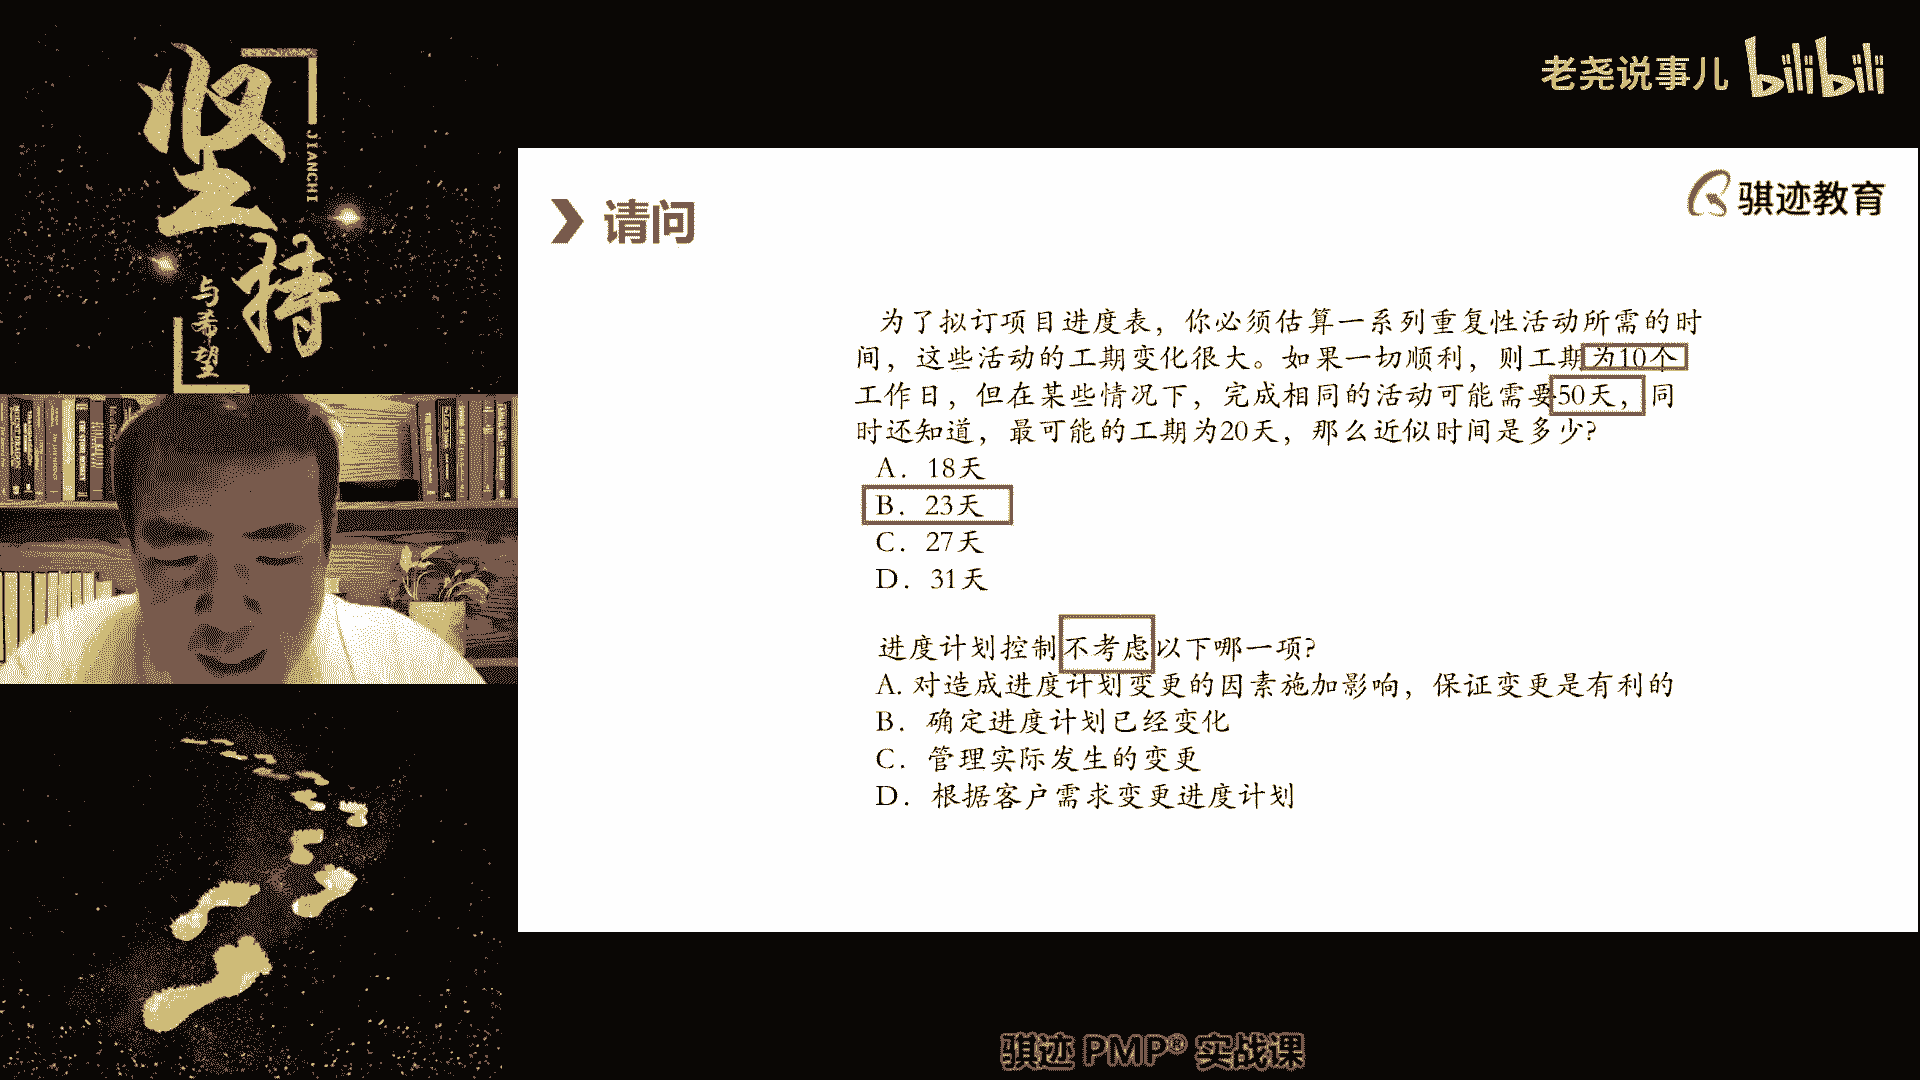 坚持
JIANCHI
与希望
老尧说事儿 bilibili
骐迹教育
请问
为了拟订项目进度表，你必须估算一系列重复性活动所需的时
间，这些活动的工期变化很大。如果一切顺利，则工期为10个
工作日，但在某些情况下，完成相同的活动可能需要50天，同
时还知道，最可能的工期为20天，那么近似时间是多少?
A．18天
B．23天
C．27天
D．31天
进度计划控制不考虑以下哪一项?
A. 对造成进度计划变更的因素施加影响，保证变更是有利的
B．确定进度计划已经变化
C．管理实际发生的变更
D．根据客户需求变更进度计划
骐迹 PMP® 实战课